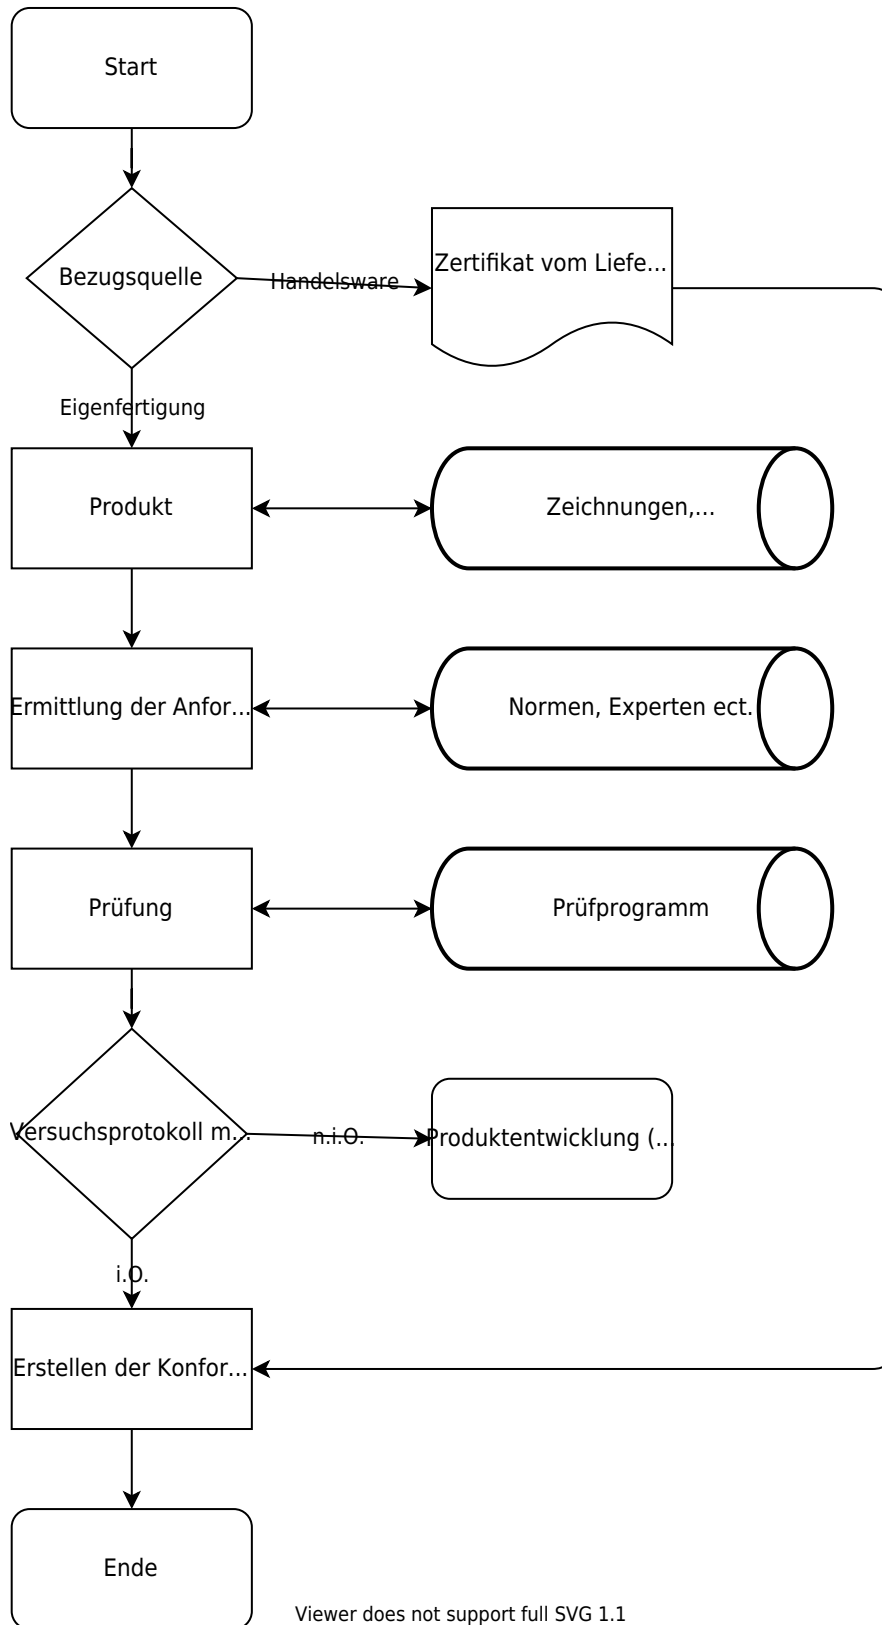 Start
Bezugsquelle
Handelsware
Zertifikat vom Liefe...
Eigenfertigung
Produkt
Zeichnungen,...
Ermittlung der Anfor...
Normen, Experten ect.
Prüfung
Prüfprogramm
Versuchsprotokoll m...
n.i.O.
Produktentwicklung (...
i.O.
Erstellen der Konfor...
Ende
Viewer does not support full SVG 1.1